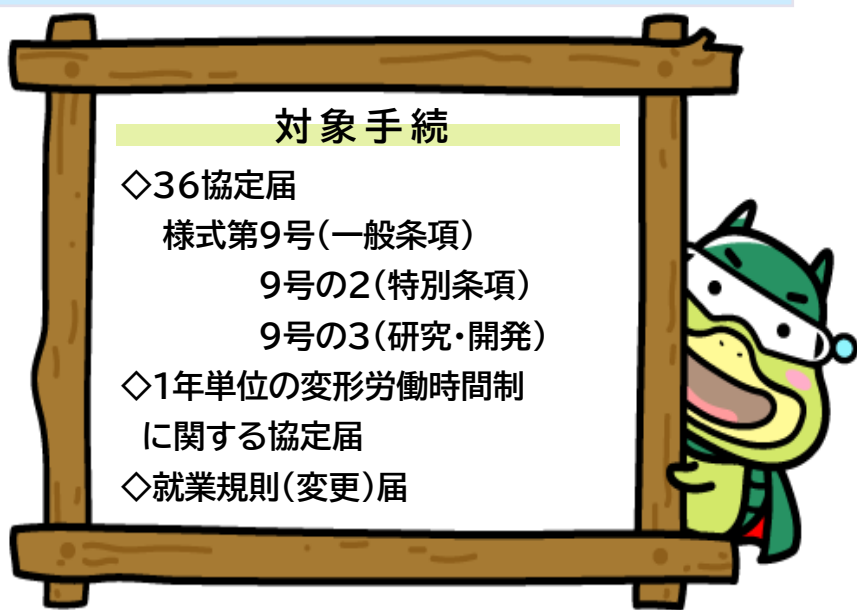 対象手続
◇36協定届
様式第9号(一般条項)
9号の2(特別条項)
9号の3(研究・開発)
◇1年単位の変形労働時間制
に関する協定届
◇就業規則(変更)届